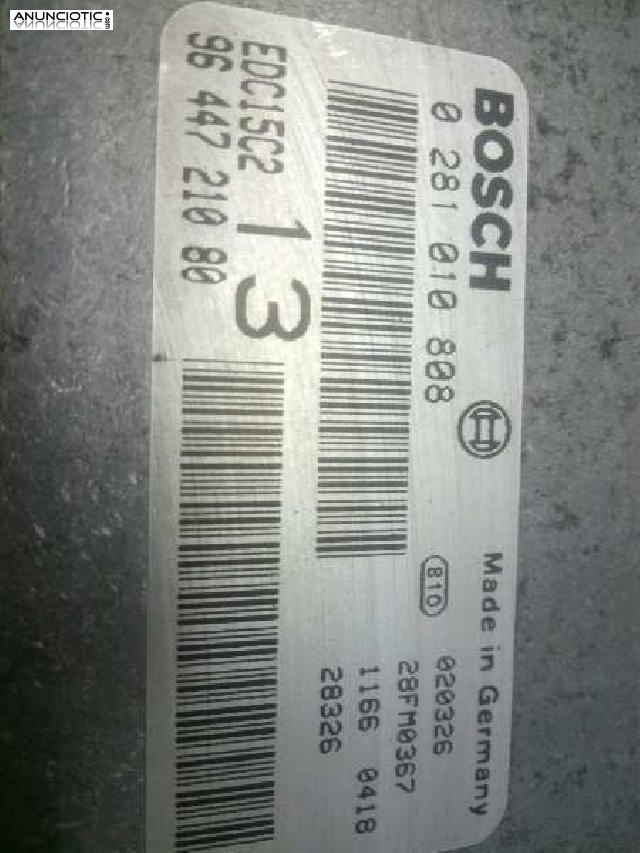 ANUNCIOTIC.com
BOSCH
Made in Germany
0 281 010 808
810
020326
28FM0367
1166 0418
28326
EDC15C2
13
96 447 210 80